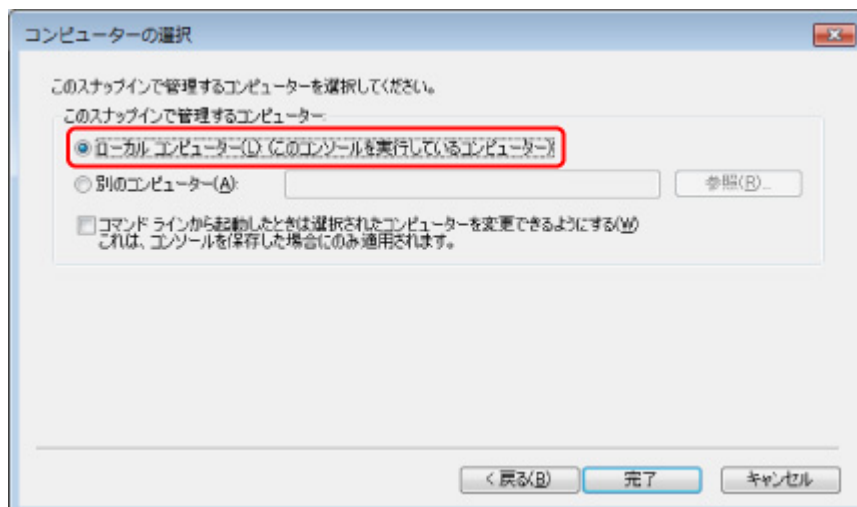 コンピューターの選択
このスナップインで管理するコンピューターを選択してください。
このスナップインで管理するコンピューター:
ローカル コンピューター(L): (このコンソールを実行しているコンピューター)
別のコンピューター(A):
参照(R)...
コマンド ラインから起動したときは選択されたコンピューターを変更できるようにする(W)
これは、コンソールを保存した場合にのみ適用されます。
< 戻る(B)
完了
キャンセル